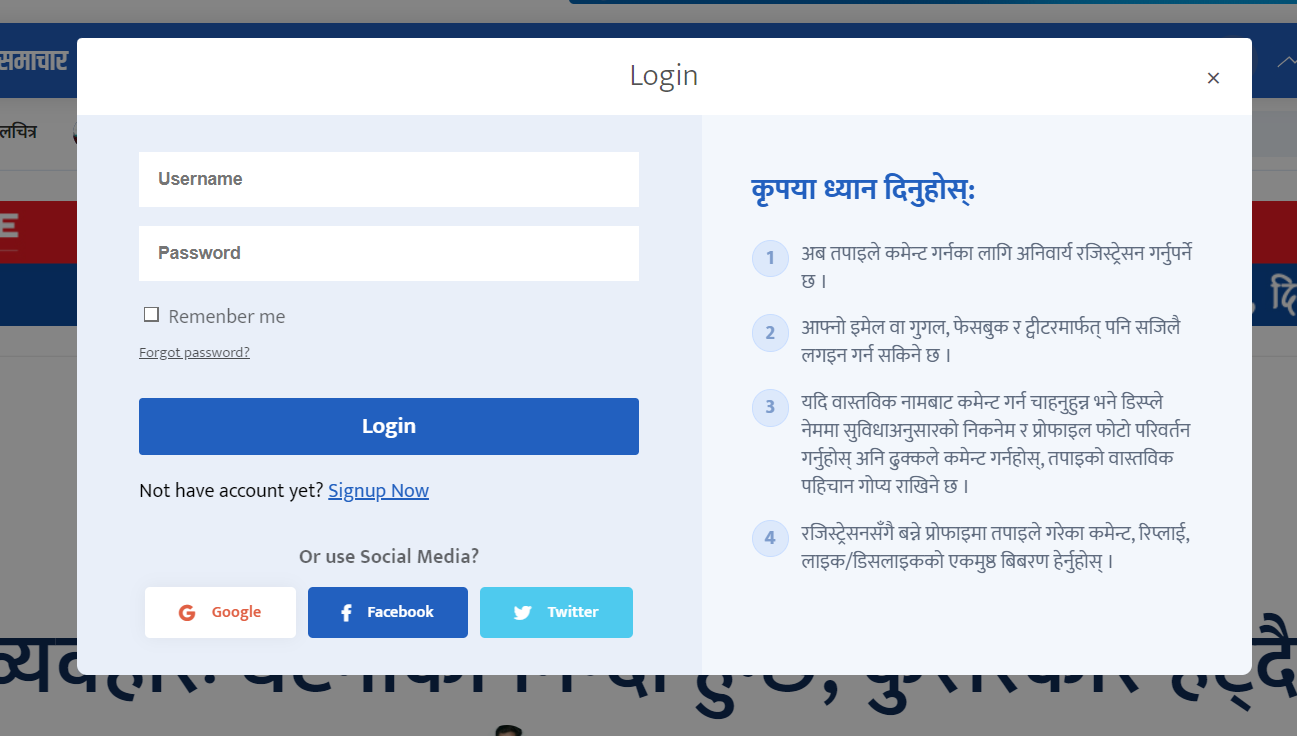 समाचार
Login
×
लचित्र
E
Username
Password
Remenber me
Forgot password?
Login
Not have account yet? Signup Now
Or use Social Media?
Google
Facebook
Twitter
कृपया ध्यान दिनुहोस्:
1
अब तपाइले कमेन्ट गर्नका लागि अनिवार्य रजिस्ट्रेसन गर्नुपर्ने
छ ।
2
आफ्नो इमेल वा गुगल, फेसबुक र ट्वीटरमार्फत् पनि सजिलै
लगइन गर्न सकिने छ ।
3
यदि वास्तविक नामबाट कमेन्ट गर्न चाहनुहुन्न भने डिस्प्ले
नेममा सुविधाअनुसारको निकनेम र प्रोफाइल फोटो परिवर्तन
गर्नुहोस् अनि ढुक्कले कमेन्ट गर्नहोस्, तपाइको वास्तविक
पहिचान गोप्य राखिने छ ।
4
रजिस्ट्रेसनसँगै बन्ने प्रोफाइमा तपाइले गरेका कमेन्ट, रिप्लाई,
लाइक/डिसलाइकको एकमुष्ठ बिबरण हेर्नुहोस् ।